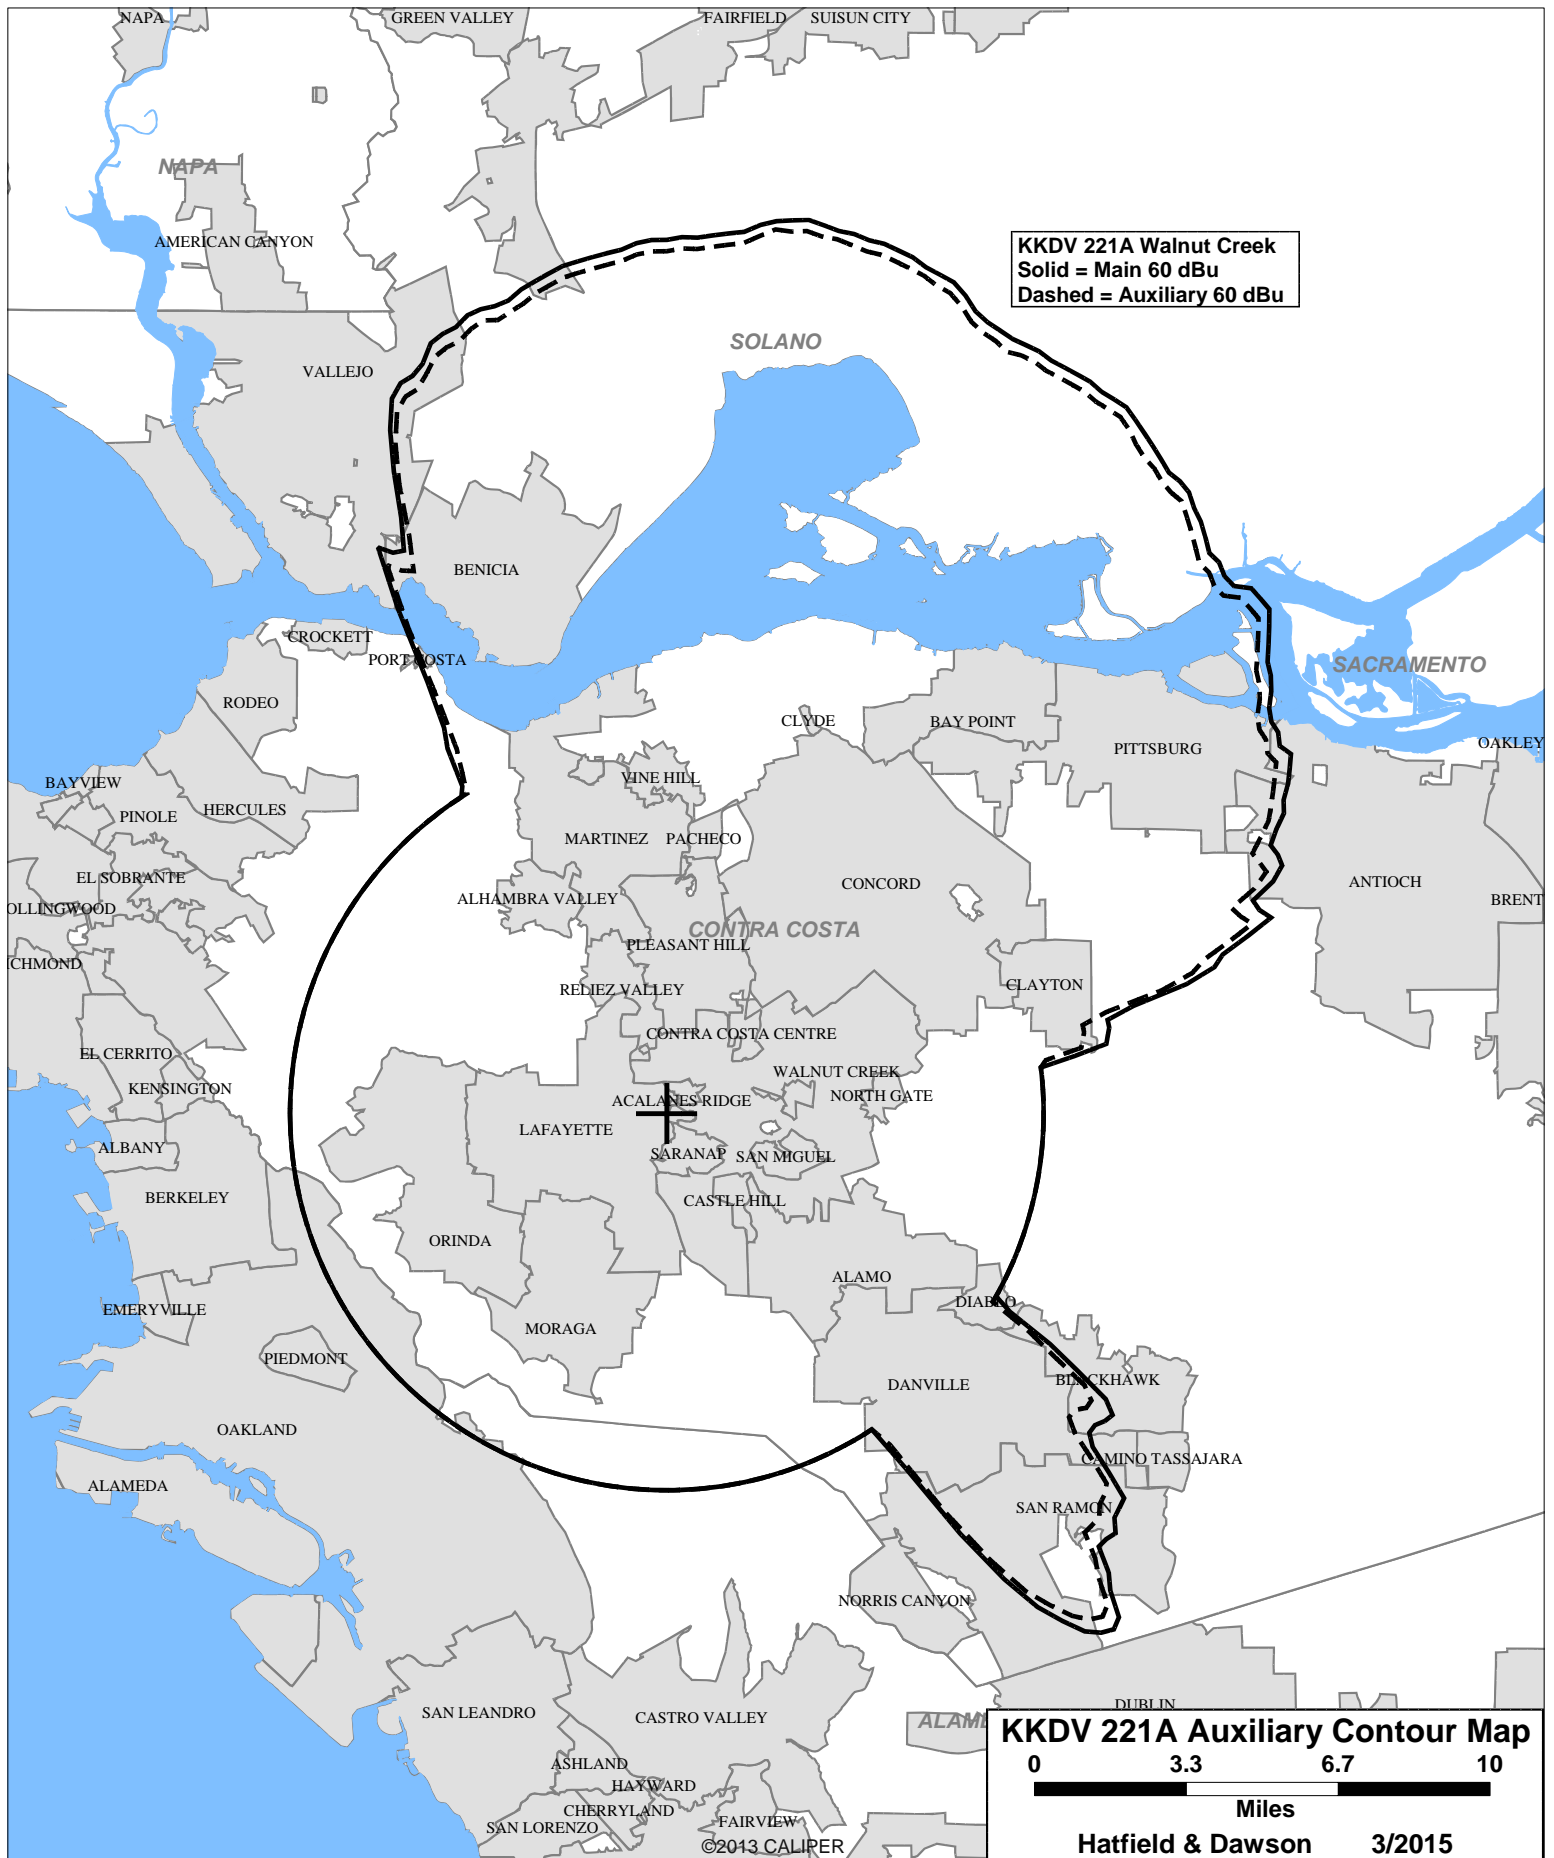 NAPA
GREEN VALLEY
FAIRFIELD
SUISUN CITY
NAPA
AMERICAN CANYON
KKDV 221A Walnut Creek
Solid = Main 60 dBu
Dashed = Auxiliary 60 dBu
SOLANO
VALLEJO
BENICIA
CROCKETT
PORT COSTA
SACRAMENTO
RODEO
CLYDE
BAY POINT
PITTSBURG
OAKLEY
BAYVIEW
VINE HILL
HERCULES
PINOLE
MARTINEZ
PACHECO
EL SOBRANTE
CONCORD
ANTIOCH
ALHAMBRA VALLEY
BRENT
OLLINGWOOD
CONTRA COSTA
PLEASANT HILL
ICHMOND
CLAYTON
RELIEZ VALLEY
CONTRA COSTA CENTRE
EL CERRITO
WALNUT CREEK
KENSINGTON
NORTH GATE
ACALANES RIDGE
LAFAYETTE
ALBANY
SARANAP
SAN MIGUEL
BERKELEY
CASTLE HILL
ORINDA
ALAMO
DIABLO
EMERYVILLE
MORAGA
PIEDMONT
BLACKHAWK
DANVILLE
OAKLAND
CAMINO TASSAJARA
ALAMEDA
SAN RAMON
NORRIS CANYON
DUBLIN
SAN LEANDRO
CASTRO VALLEY
ALAME
KKDV 221A Auxiliary Contour Map
ASHLAND
0 3.3 6.7 10
HAYWARD
Miles
CHERRYLAND
SAN LORENZO
FAIRVIEW
©2013 CALIPER
Hatfield & Dawson 3/2015